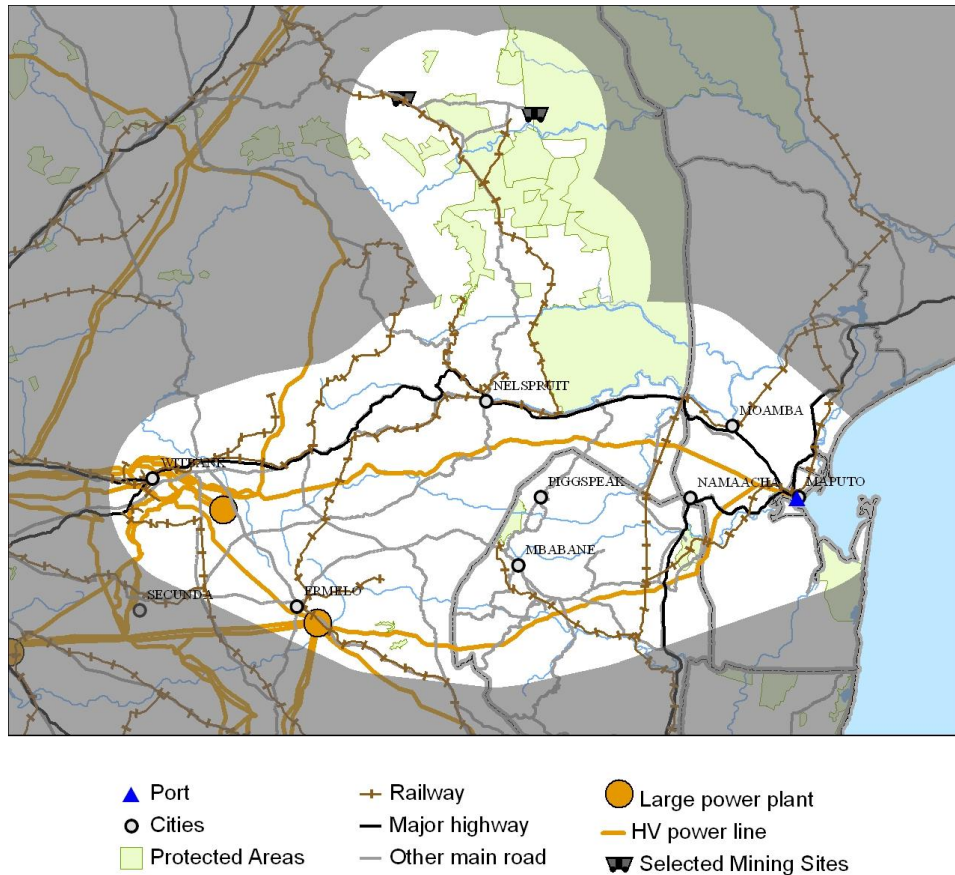 NELSPRUIT
MOAMBA
WITBANK
PIGGSPEAK
NAMAACHA
MAPUTO
MBABANE
SECUNDA
ERMELO
Port
Railway
Large power plant
Cities
Major highway
HV power line
Protected Areas
Other main road
Selected Mining Sites